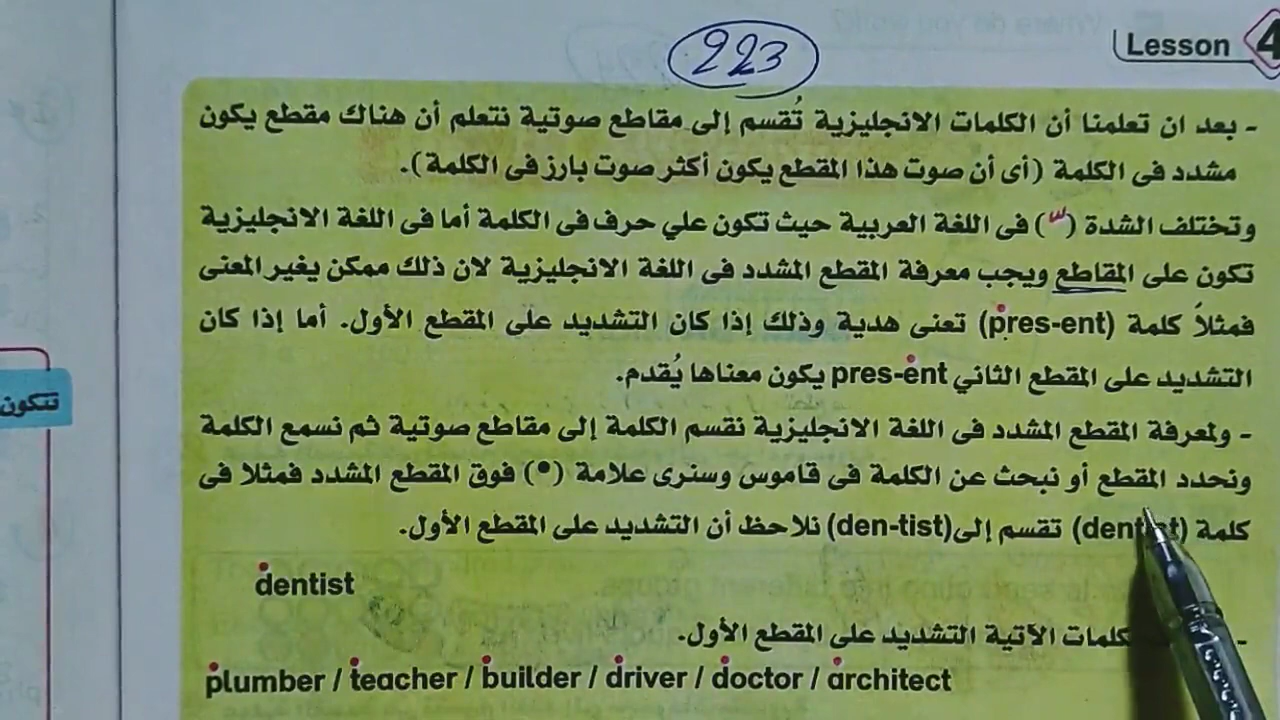 223
Lesson 4
- بعد ان تعلمنا أن الكلمات الانجليزية تُقسم إلى مقاطع صوتية نتعلم أن هناك مقطع يكون
مشدد فى الكلمة (أى أن صوت هذا المقطع يكون أكثر صوت بارز فى الكلمة).
وتختلف الشدة (ّ) فى اللغة العربية حيث تكون علي حرف فى الكلمة أما فى اللغة الانجليزية
تكون على المقاطع ويجب معرفة المقطع المشدد فى اللغة الانجليزية لان ذلك ممكن يغير المعنى
فمثلاً كلمة (pres-ent) تعنى هدية وذلك إذا كان التشديد على المقطع الأول. أما إذا كان
التشديد على المقطع الثاني pres-ent يكون معناها يُقدم.
- ولمعرفة المقطع المشدد فى اللغة الانجليزية نقسم الكلمة إلى مقاطع صوتية ثم نسمع الكلمة
ونحدد المقطع أو نبحث عن الكلمة فى قاموس وسنرى علامة (•) فوق المقطع المشدد فمثلا فى
كلمة (dentist) تقسم إلى(den-tist) نلاحظ أن التشديد على المقطع الأول.
dentist
- كلمات الآتية التشديد على المقطع الأول.
plumber / teacher / builder / driver / doctor / architect
تتكون